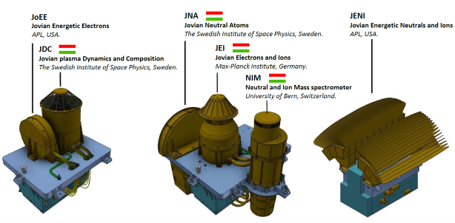 JoEE
Jovian Energetic Electrons
APL, USA.
JDC
Jovian plasma Dynamics and Composition
The Swedish Institute of Space Physics, Sweden.
JNA
Jovian Neutral Atoms
The Swedish Institute of Space Physics, Sweden.
JEI
Jovian Electrons and Ions
Max-Planck Institute, Germany.
NIM
Neutral and Ion Mass spectrometer
University of Bern, Switzerland.
JENI
Jovian Energetic Neutrals and Ions
APL, USA.